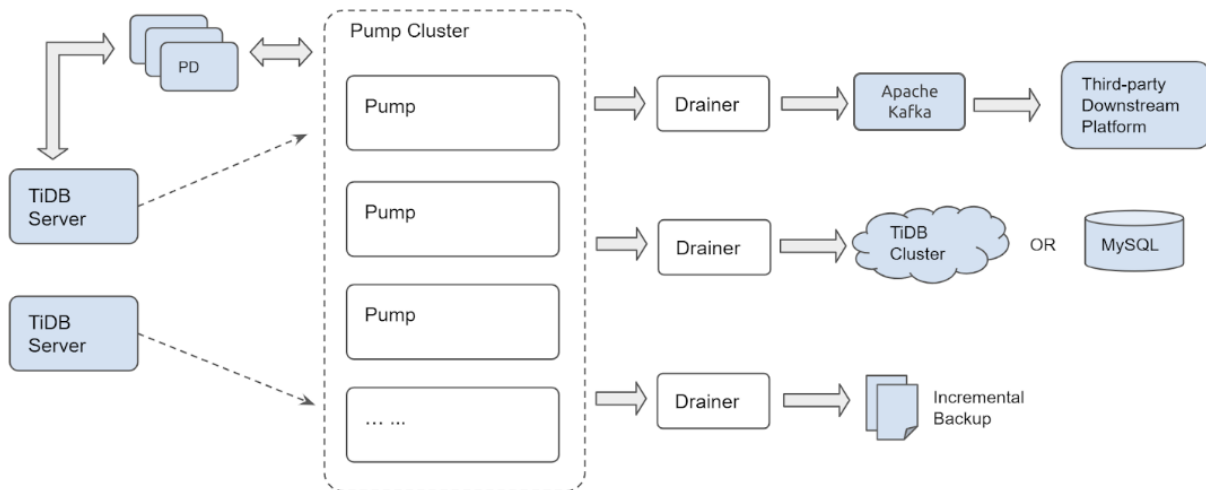 Pump Cluster
PD
Pump
Drainer
Apache
Kafka
Third-party
Downstream
Platform
TiDB
Server
Pump
Drainer
TiDB
Cluster
OR
MySQL
TiDB
Server
Pump
... ...
Drainer
Incremental
Backup